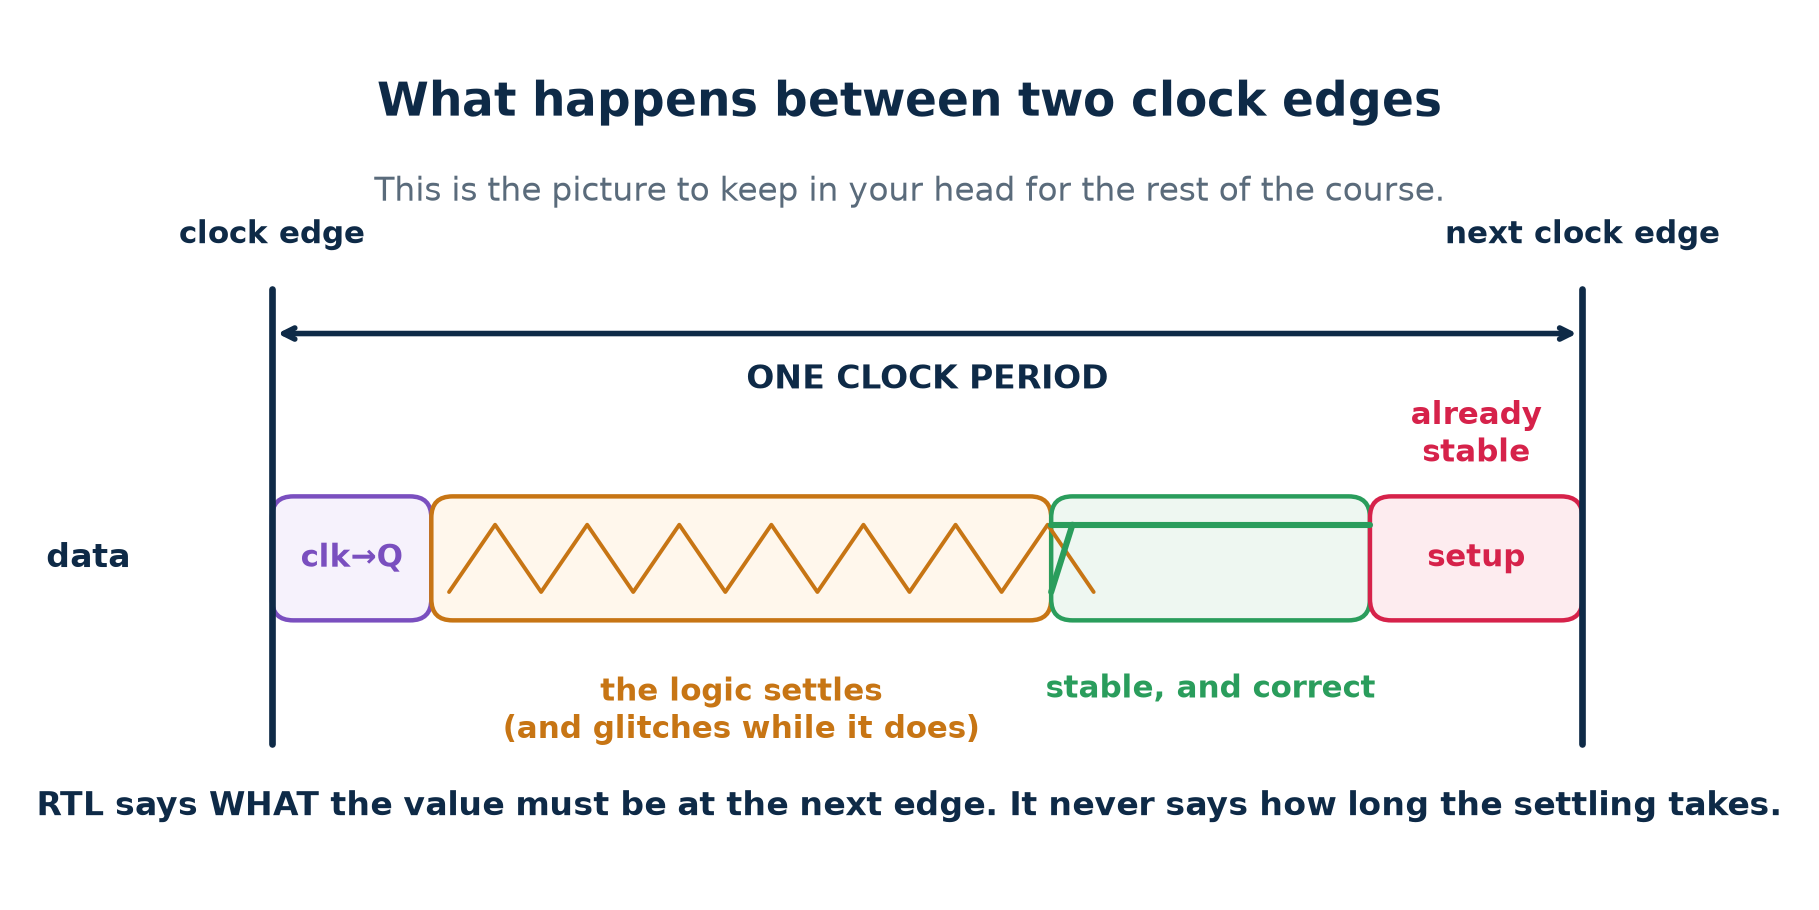 What happens between two clock edges
This is the picture to keep in your head for the rest of the course.
clock edge
next clock edge
ONE CLOCK PERIOD
already
stable
data
clk→Q
setup
the logic settles
(and glitches while it does)
stable, and correct
RTL says WHAT the value must be at the next edge. It never says how long the settling takes.